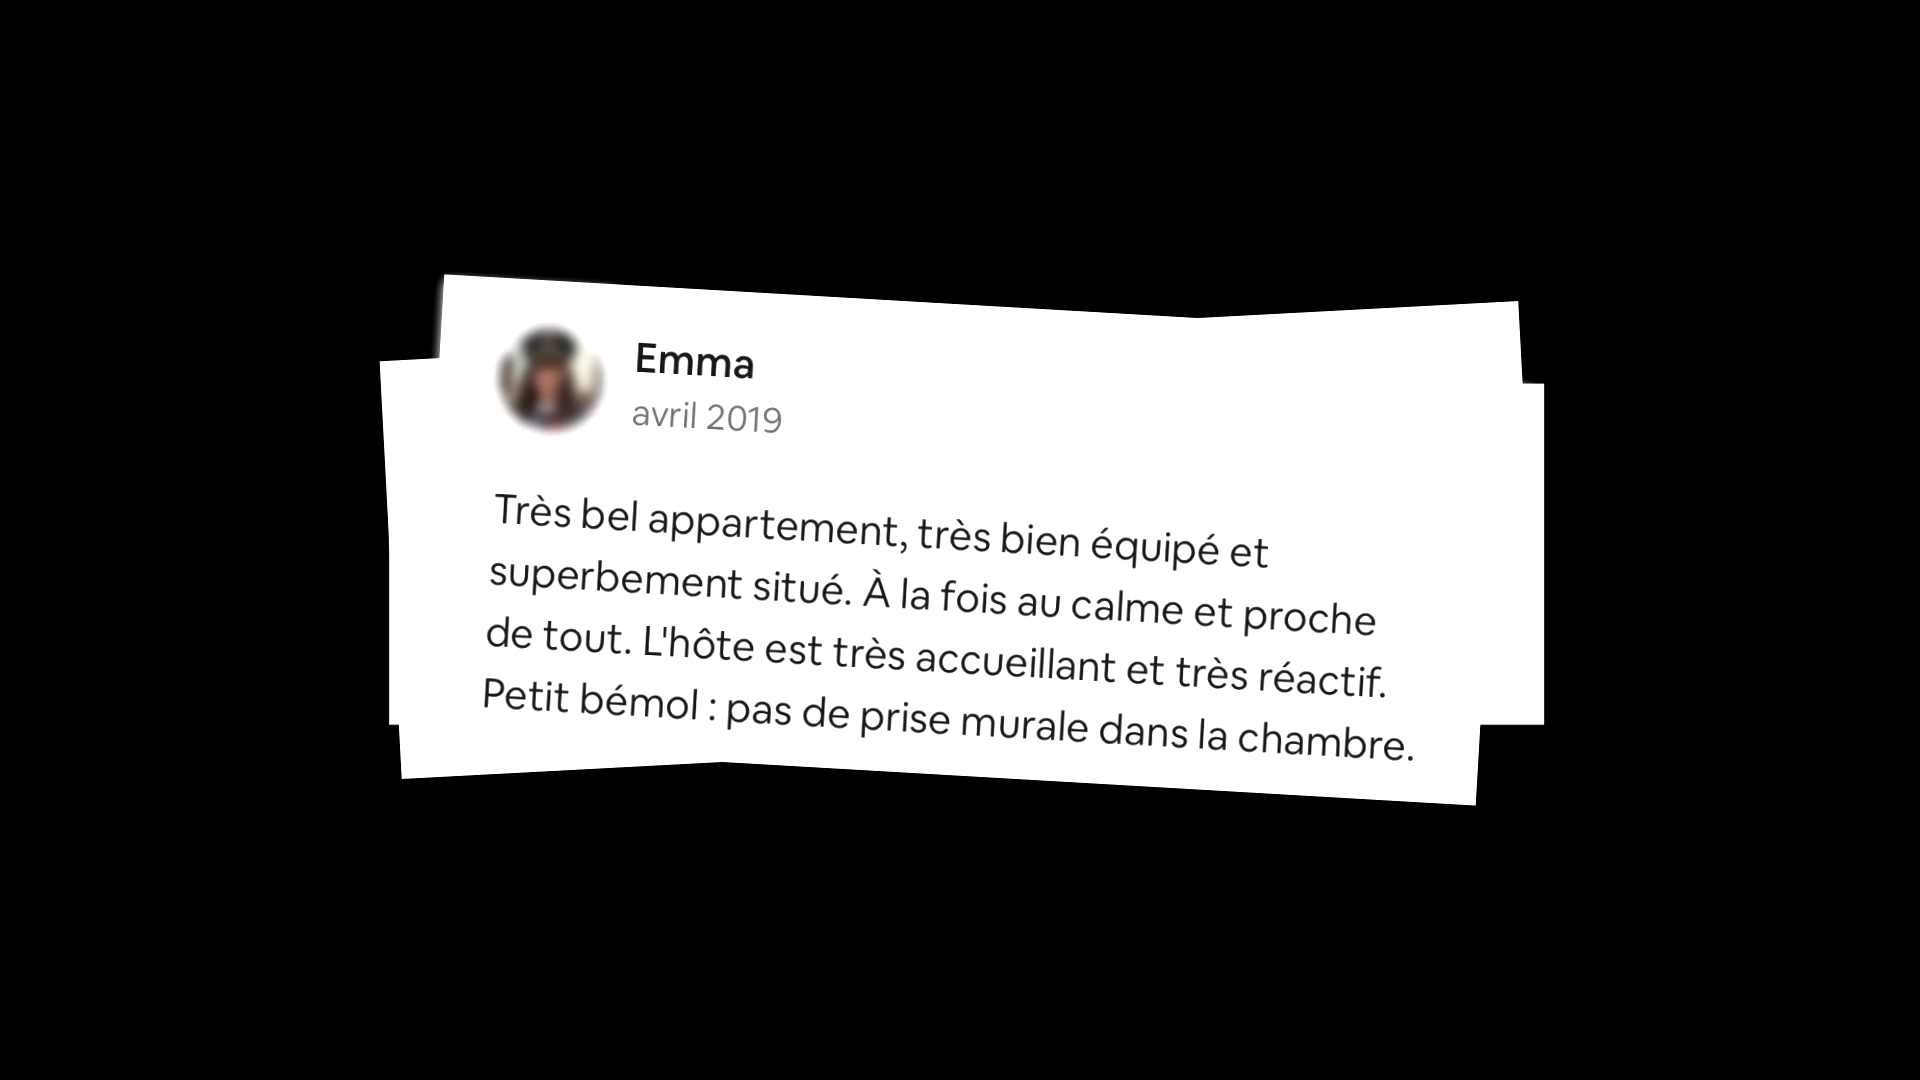 Emma
avril 2019
Très bel appartement, très bien équipé et
superbement situé. À la fois au calme et proche
de tout. L'hôte est très accueillant et très réactif.
Petit bémol : pas de prise murale dans la chambre.